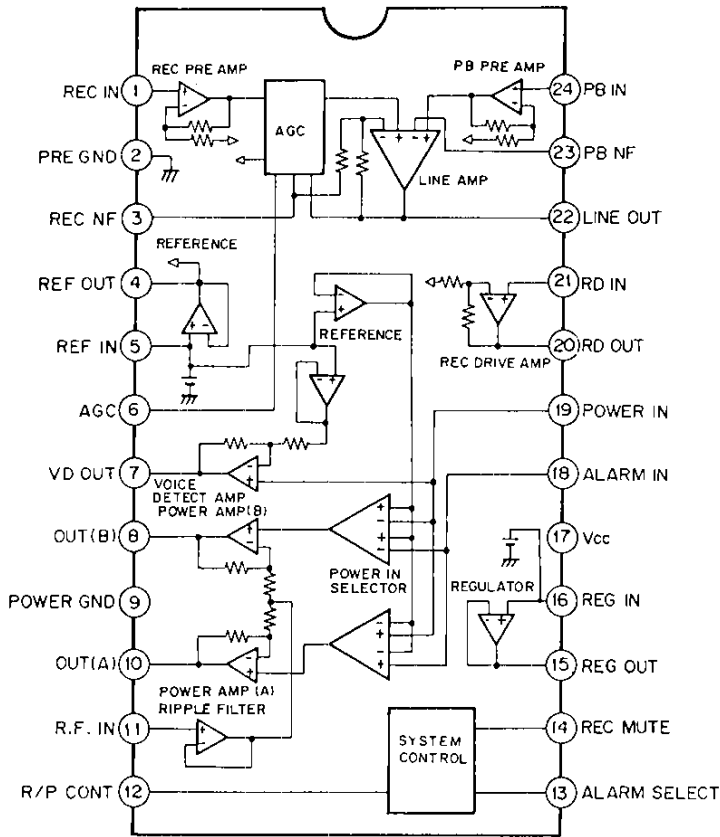 REC PRE AMP
PB PRE AMP
REC IN 1
24 PB IN
AGC
PRE GND 2
23 PB NF
LINE AMP
REC NF 3
22 LINE OUT
REFERENCE
REF OUT 4
21 RD IN
REF IN 5
REFERENCE
20 RD OUT
REC DRIVE AMP
AGC 6
19 POWER IN
VD OUT 7
18 ALARM IN
VOICE
DETECT AMP
POWER AMP(B)
OUT(B) 8
17 Vcc
POWER IN
SELECTOR
REGULATOR
POWER GND 9
16 REG IN
OUT(A) 10
15 REG OUT
POWER AMP (A)
RIPPLE FILTER
R.F. IN 11
14 REC MUTE
SYSTEM
CONTROL
R/P CONT 12
13 ALARM SELECT